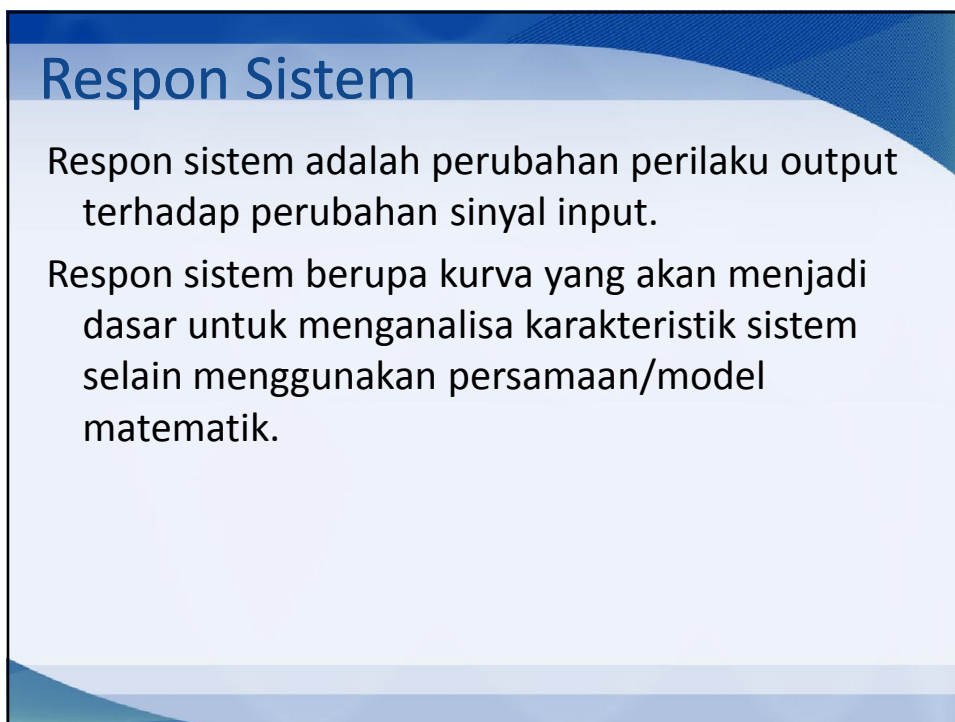 Respon Sistem
Respon sistem adalah perubahan perilaku output
terhadap perubahan sinyal input.
Respon sistem berupa kurva yang akan menjadi
dasar untuk menganalisa karakteristik sistem
selain menggunakan persamaan/model
matematik.